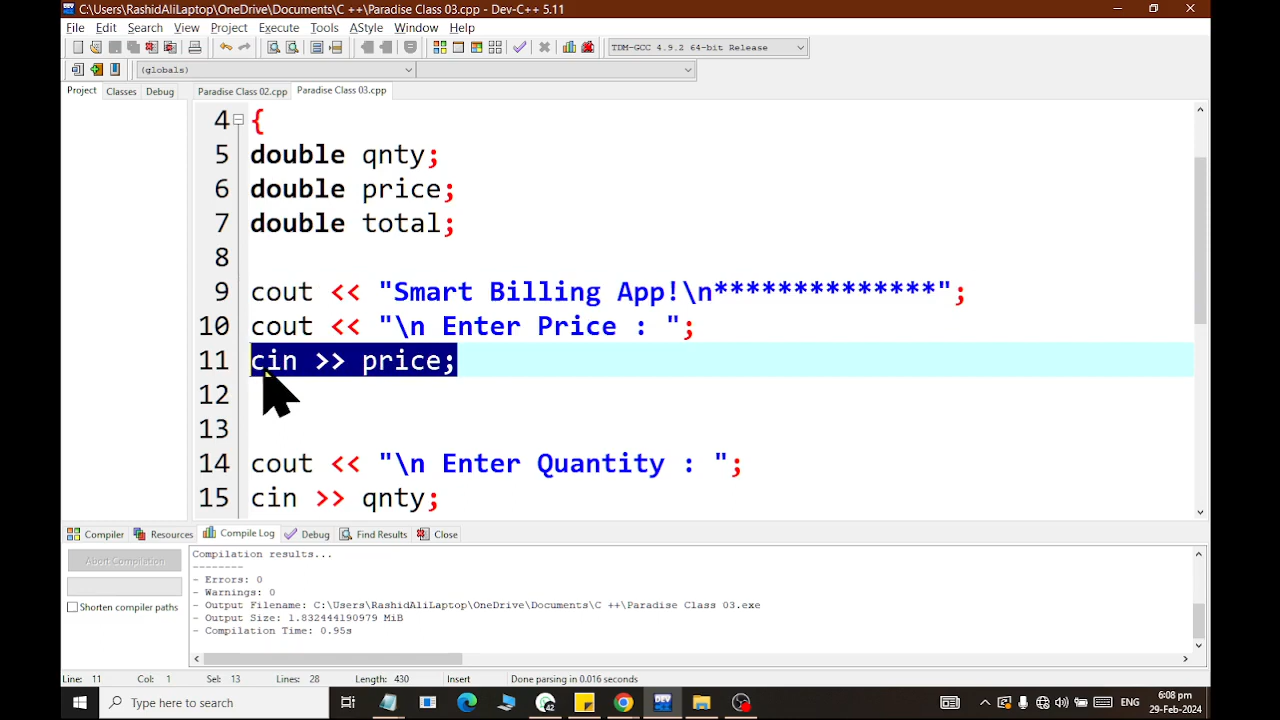 C:\Users\RashidAliLaptop\OneDrive\Documents\C ++\Paradise Class 03.cpp - Dev-C++ 5.11
File Edit Search View Project Execute Tools AStyle Window Help
TDM-GCC 4.9.2 64-bit Release
(globals)
Project Classes Debug Paradise Class 02.cpp Paradise Class 03.cpp
4 {
5 double qnty;
6 double price;
7 double total;
8
9 cout << "Smart Billing App!\n**************";
10 cout << "\n Enter Price : ";
11 cin >> price;
12
13
14 cout << "\n Enter Quantity : ";
15 cin >> qnty;
Compiler Resources Compile Log Debug Find Results Close
Abort Compilation
Shorten compiler paths
Compilation results...
--------
- Errors: 0
- Warnings: 0
- Output Filename: C:\Users\RashidAliLaptop\OneDrive\Documents\C ++\Paradise Class 03.exe
- Output Size: 1.832444190979 MiB
- Compilation Time: 0.95s
Line: 11 Col: 1 Sel: 13 Lines: 28 Length: 430 Insert Done parsing in 0.016 seconds
Type here to search
DEV
ENG
6:08 pm
29-Feb-2024